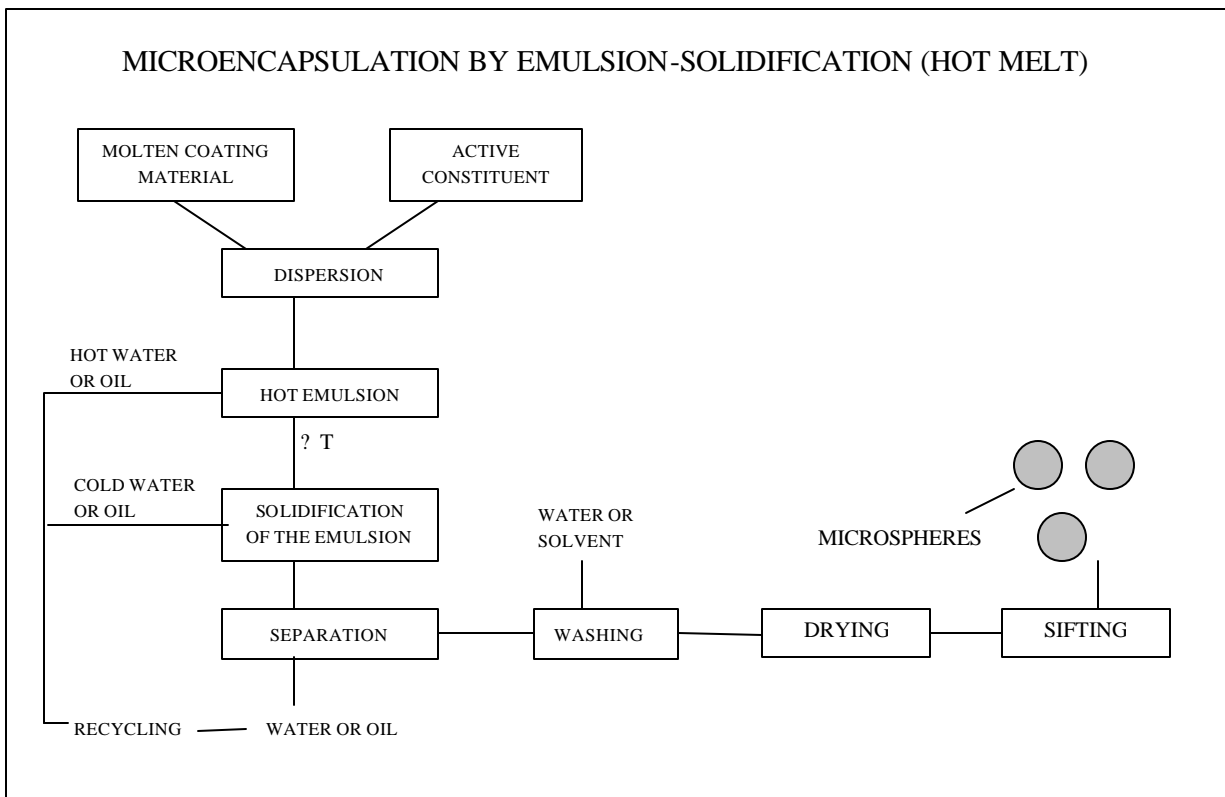 MICROENCAPSULATION BY EMULSION-SOLIDIFICATION (HOT MELT)
MOLTEN COATING
MATERIAL
ACTIVE
CONSTITUENT
DISPERSION
HOT WATER
OR OIL
HOT EMULSION
? T
COLD WATER
OR OIL
SOLIDIFICATION
OF THE EMULSION
WATER OR
SOLVENT
MICROSPHERES
SEPARATION
WASHING
DRYING
SIFTING
RECYCLING
WATER OR OIL